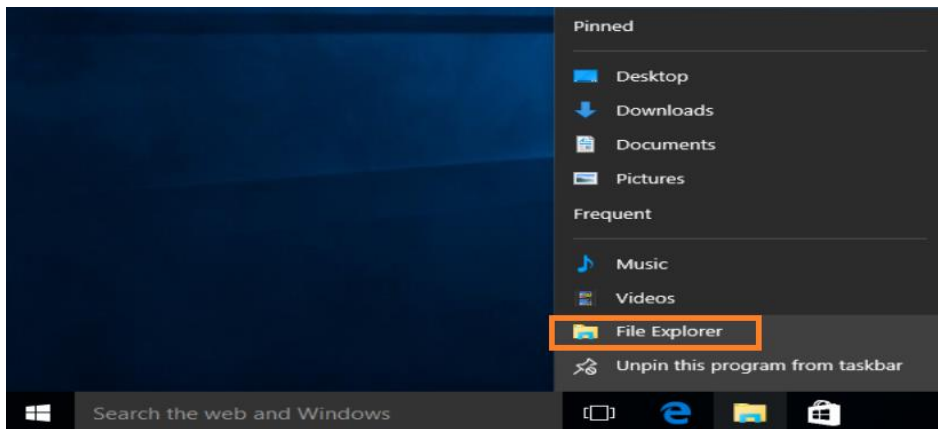 Pinned
Desktop
Downloads
Documents
Pictures
Frequent
Music
Videos
File Explorer
Unpin this program from taskbar
Search the web and Windows